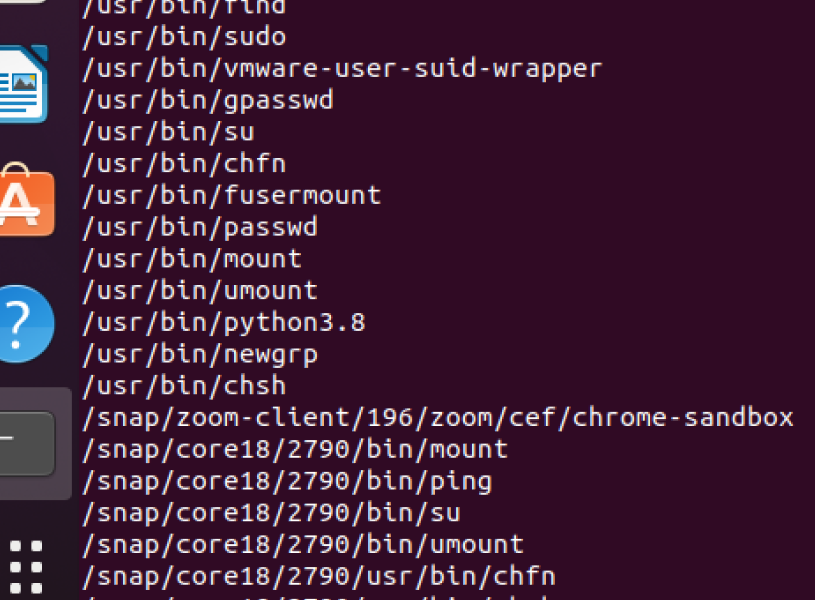 /usr/bin/find
/usr/bin/sudo
/usr/bin/vmware-user-suid-wrapper
/usr/bin/gpasswd
/usr/bin/su
/usr/bin/chfn
/usr/bin/fusermount
/usr/bin/passwd
/usr/bin/mount
/usr/bin/umount
/usr/bin/python3.8
/usr/bin/newgrp
/usr/bin/chsh
/snap/zoom-client/196/zoom/cef/chrome-sandbox
/snap/core18/2790/bin/mount
/snap/core18/2790/bin/ping
/snap/core18/2790/bin/su
/snap/core18/2790/bin/umount
/snap/core18/2790/usr/bin/chfn